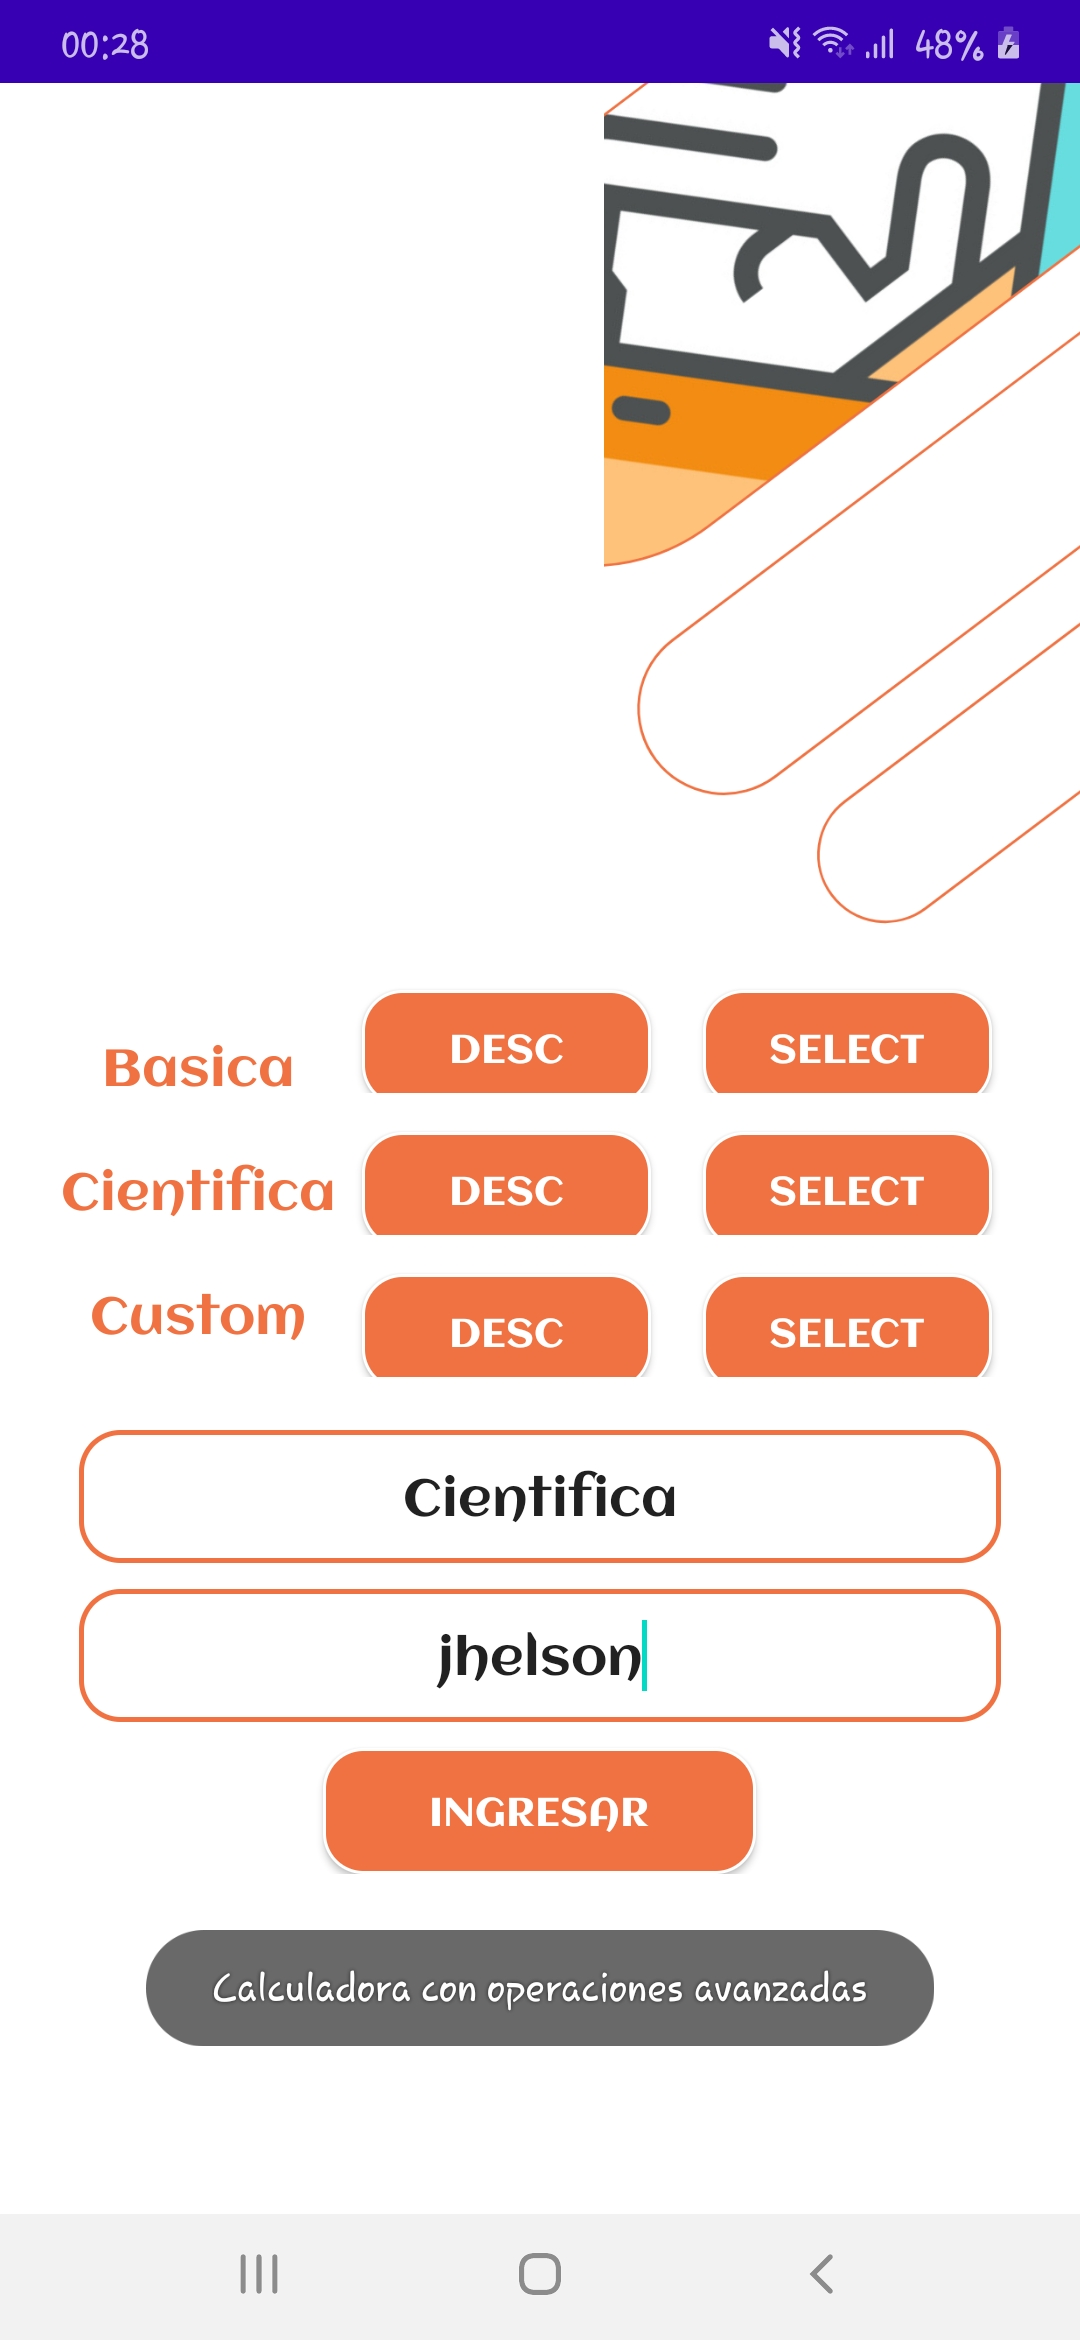 00:28 48%
Basica DESC SELECT
Cientifica DESC SELECT
Custom DESC SELECT
Cientifica
jhelson
INGRESAR
Calculadora con operaciones avanzadas